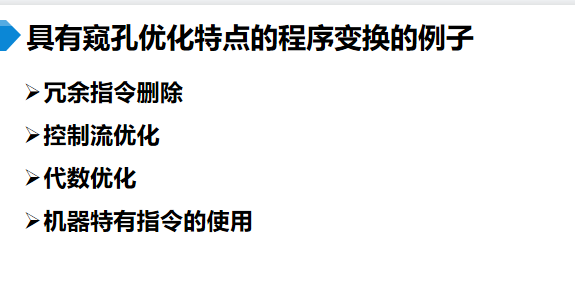 具有窥孔优化特点的程序变换的例子
冗余指令删除
控制流优化
代数优化
机器特有指令的使用